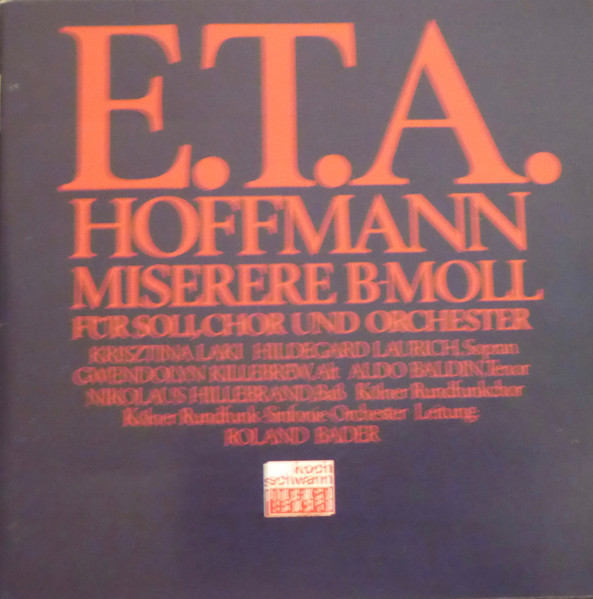 E.T.A.
HOFFMANN
MISERERE B-MOLL
FÜR SOLI, CHOR UND ORCHESTER
KRISZTINA LAKI HILDEGARD LAURICH, Sopran
GWENDOLYN KILLEBREW, Alt ALDO BALDIN, Tenor
NIKOLAUS HILLEBRAND, Baß Kölner Rundfunkchor
Kölner Rundfunk-Sinfonie-Orchester Leitung:
ROLAND BADER
koch
schwann